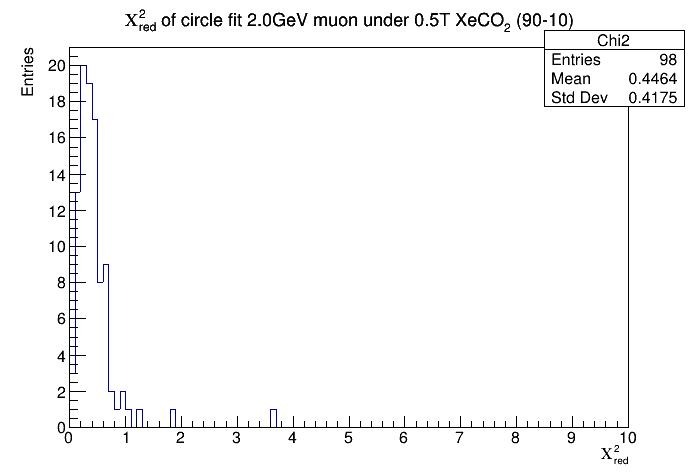 χ²red of circle fit 2.0GeV muon under 0.5T XeCO₂ (90-10)
Chi2
Entries 98
Mean 0.4464
Std Dev 0.4175
Entries
20
18
16
14
12
10
8
6
4
2
0
0 1 2 3 4 5 6 7 8 9 10
χ²red